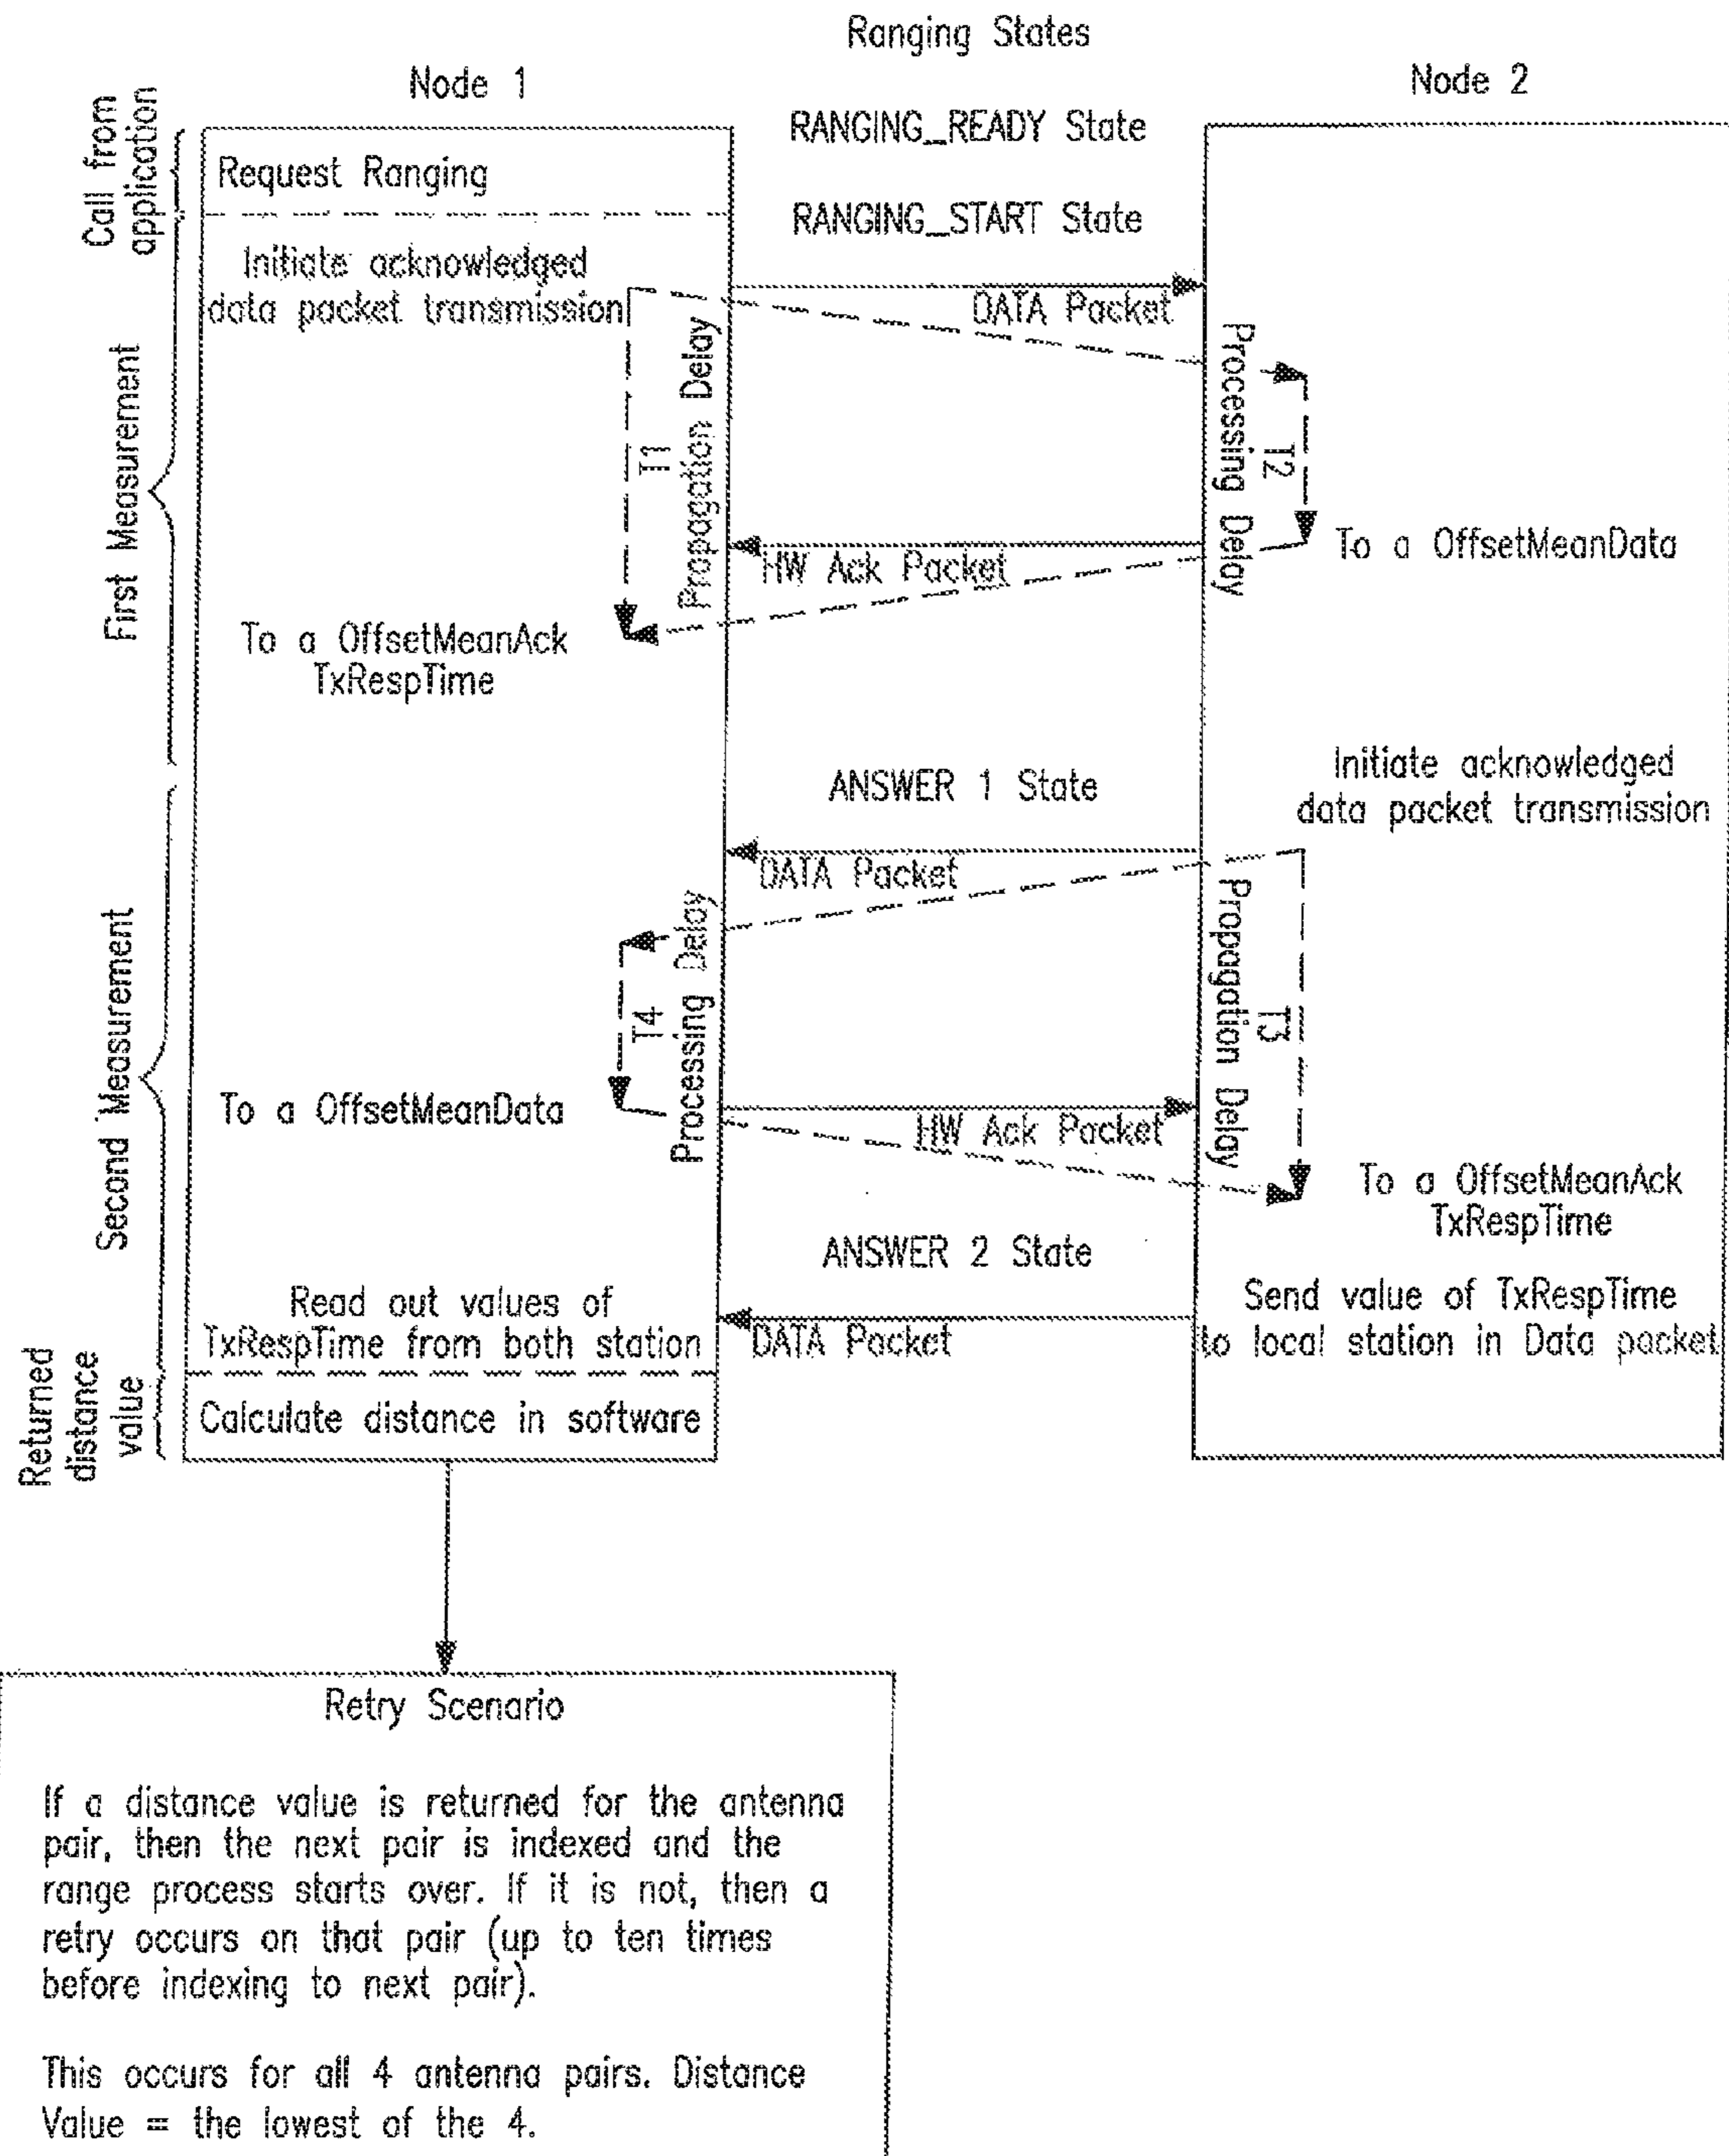 Ranging States
Node 1
Node 2
Call from
application
RANGING_READY State
Request Ranging
RANGING_START State
Initiate acknowledged
data packet transmission
DATA Packet
First Measurement
T1
Propagation Delay
Processing Delay
T2
HW Ack Packet
To a OffsetMeanData
To a OffsetMeanAck
TxRespTime
ANSWER 1 State
Initiate acknowledged
data packet transmission
DATA Packet
Second Measurement
T4
Processing Delay
Propagation Delay
T3
To a OffsetMeanData
HW Ack Packet
To a OffsetMeanAck
TxRespTime
ANSWER 2 State
Read out values of
TxRespTime from both station
DATA Packet
Send value of TxRespTime
to local station in Data packet
Returned
distance
value
Calculate distance in software
Retry Scenario
If a distance value is returned for the antenna
pair, then the next pair is indexed and the
range process starts over. If it is not, then a
retry occurs on that pair (up to ten times
before indexing to next pair).
This occurs for all 4 antenna pairs. Distance
Value = the lowest of the 4.